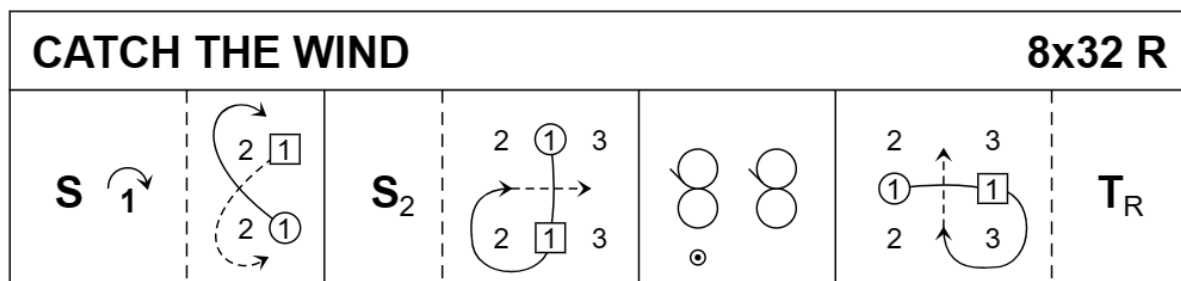 CATCH THE WIND 8x32 R
S 1 2 1 2 1 S2 2 1 3 2 1 3 2 3 1 1 2 3 TR